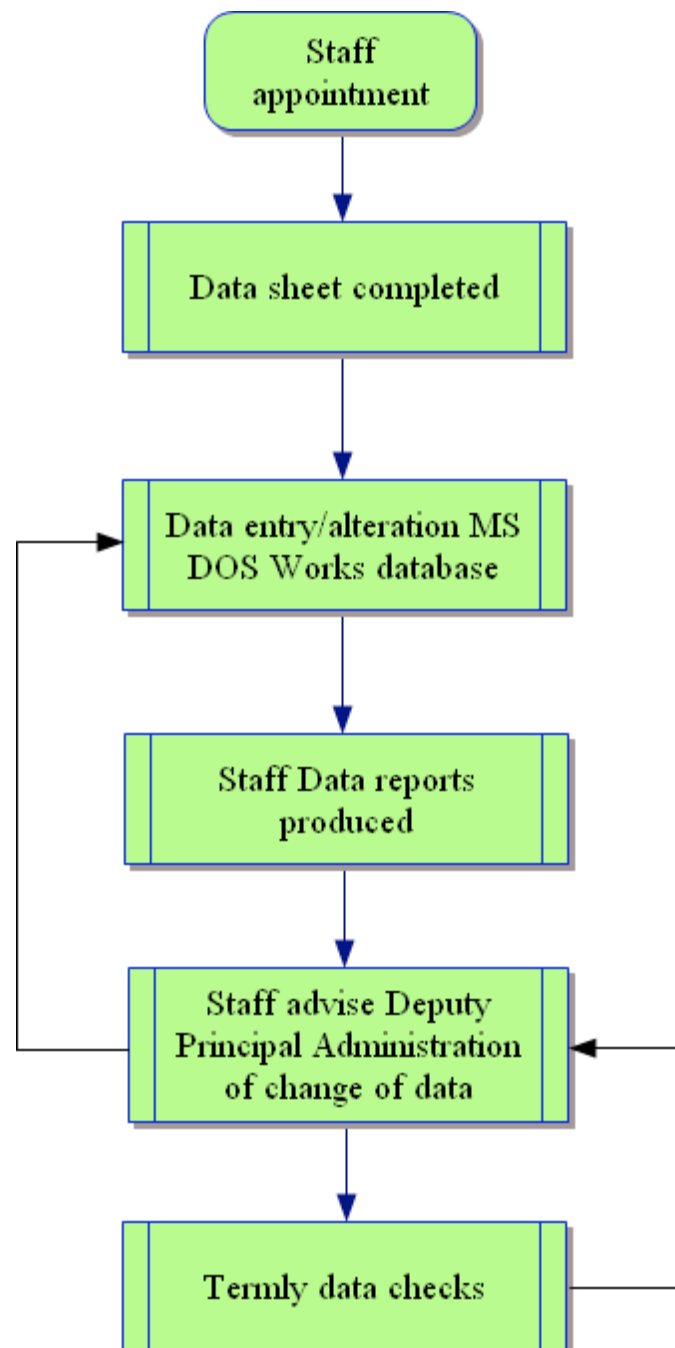 Staff
appointment
Data sheet completed
Data entry/alteration MS
DOS Works database
Staff Data reports
produced
Staff advise Deputy
Principal Administration
of change of data
Termly data checks